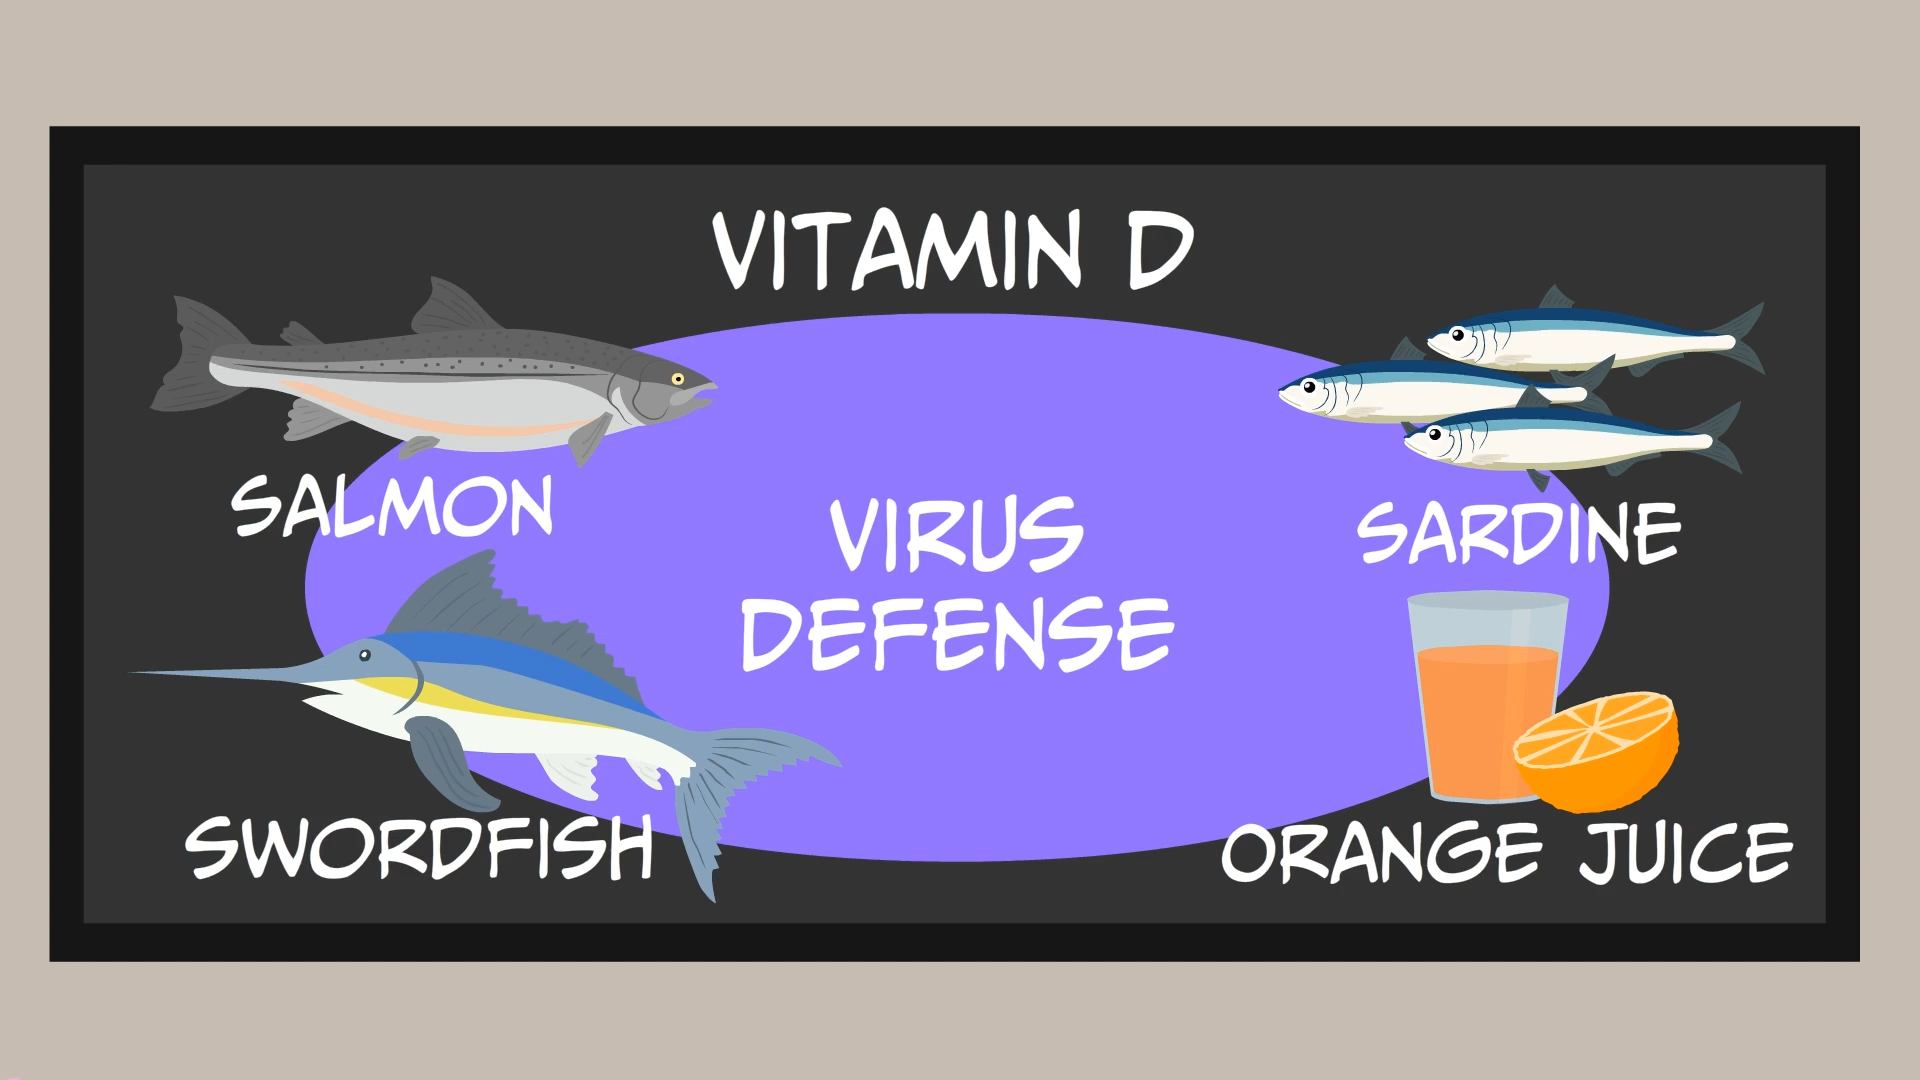 VITAMIN D
SALMON
SARDINE
VIRUS
DEFENSE
SWORDFISH
ORANGE JUICE